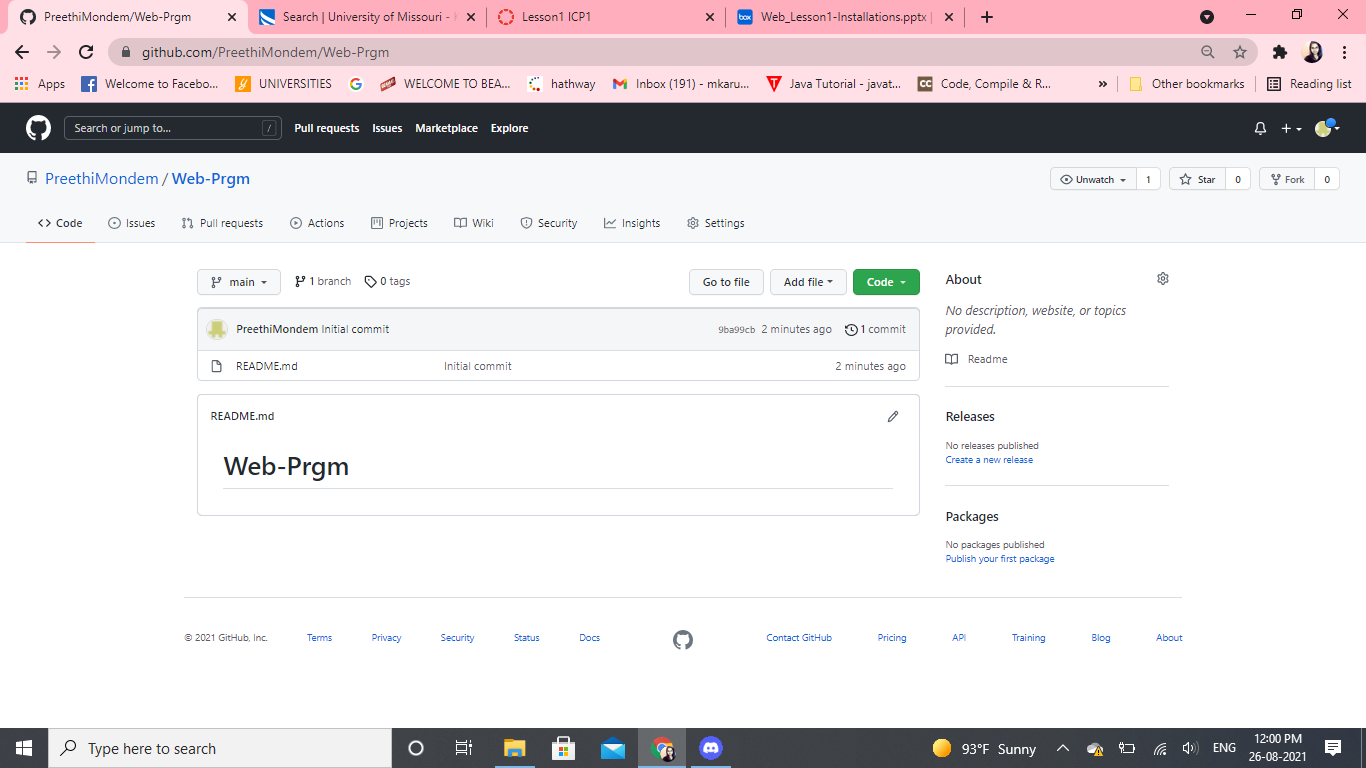 PreethiMondem/Web-Prgm
Search | University of Missouri -
Lesson1 ICP1
box Web_Lesson1-Installations.pptx |
github.com/PreethiMondem/Web-Prgm
Apps Welcome to Facebo... UNIVERSITIES WELCOME TO BEA... hathway Inbox (191) - mkaru... Java Tutorial - javat... CC Code, Compile & R... » Other bookmarks Reading list
Search or jump to... / Pull requests Issues Marketplace Explore
PreethiMondem / Web-Prgm Unwatch 1 Star 0 Fork 0
Code Issues Pull requests Actions Projects Wiki Security Insights Settings
main 1 branch 0 tags Go to file Add file Code
PreethiMondem Initial commit 9ba99cb 2 minutes ago 1 commit
README.md Initial commit 2 minutes ago
README.md
Web-Prgm
About
No description, website, or topics
provided.
Readme
Releases
No releases published
Create a new release
Packages
No packages published
Publish your first package
© 2021 GitHub, Inc. Terms Privacy Security Status Docs Contact GitHub Pricing API Training Blog About
Type here to search 93°F Sunny ENG 12:00 PM
26-08-2021